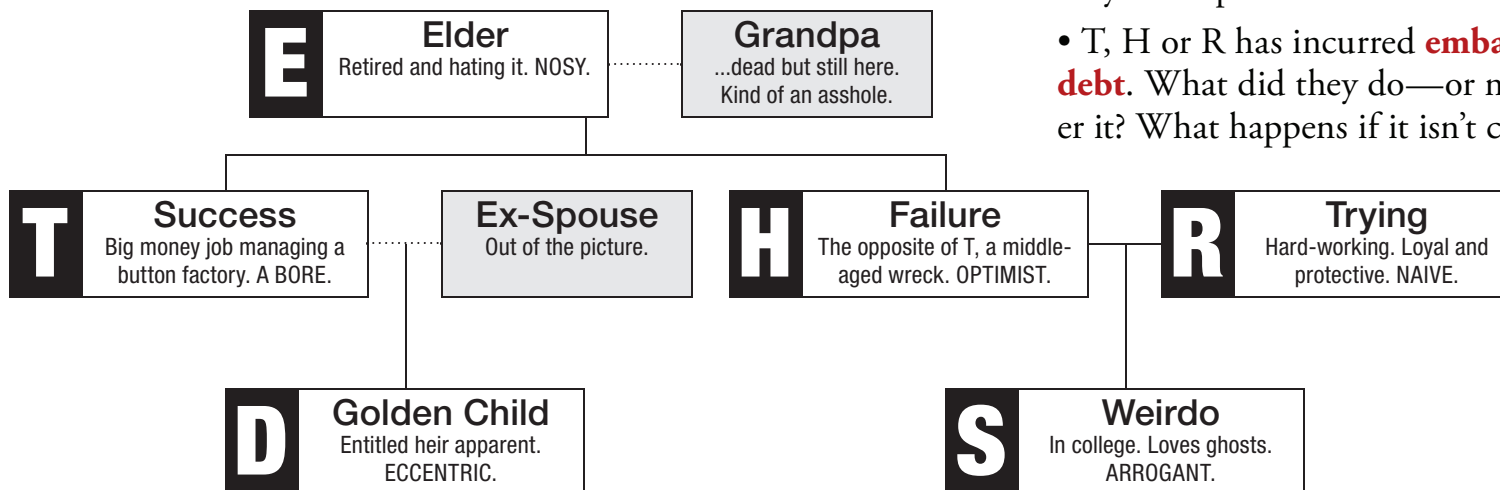 • T, H or R has incurred
debt. What did they do—or
er it? What happens if it isn't
E
Elder
Retired and hating it. NOSY.
Grandpa
...dead but still here.
Kind of an asshole.
T
Success
Big money job managing a
button factory. A BORE.
Ex-Spouse
Out of the picture.
H
Failure
The opposite of T, a middle-
aged wreck. OPTIMIST.
R
Trying
Hard-working. Loyal and
protective. NAIVE.
D
Golden Child
Entitled heir apparent.
ECCENTRIC.
S
Weirdo
In college. Loves ghosts.
ARROGANT.